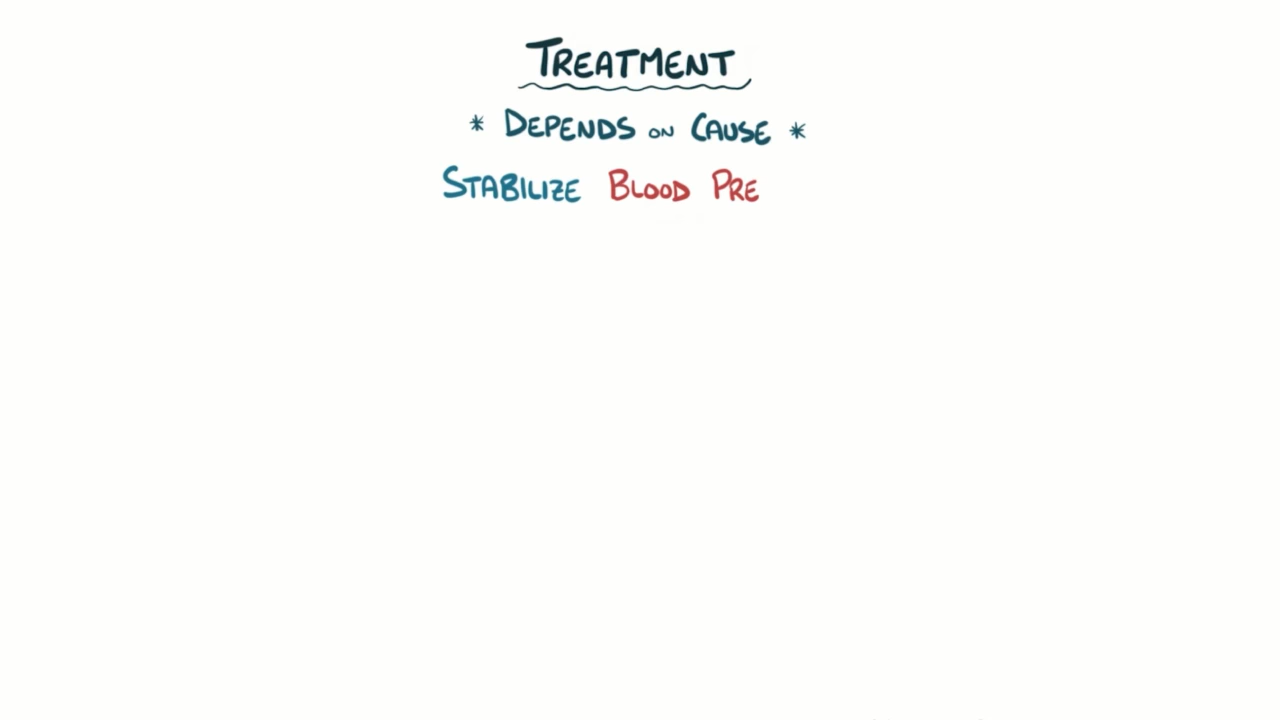 TREATMENT
* DEPENDS ON CAUSE *
STABILIZE BLOOD PRE